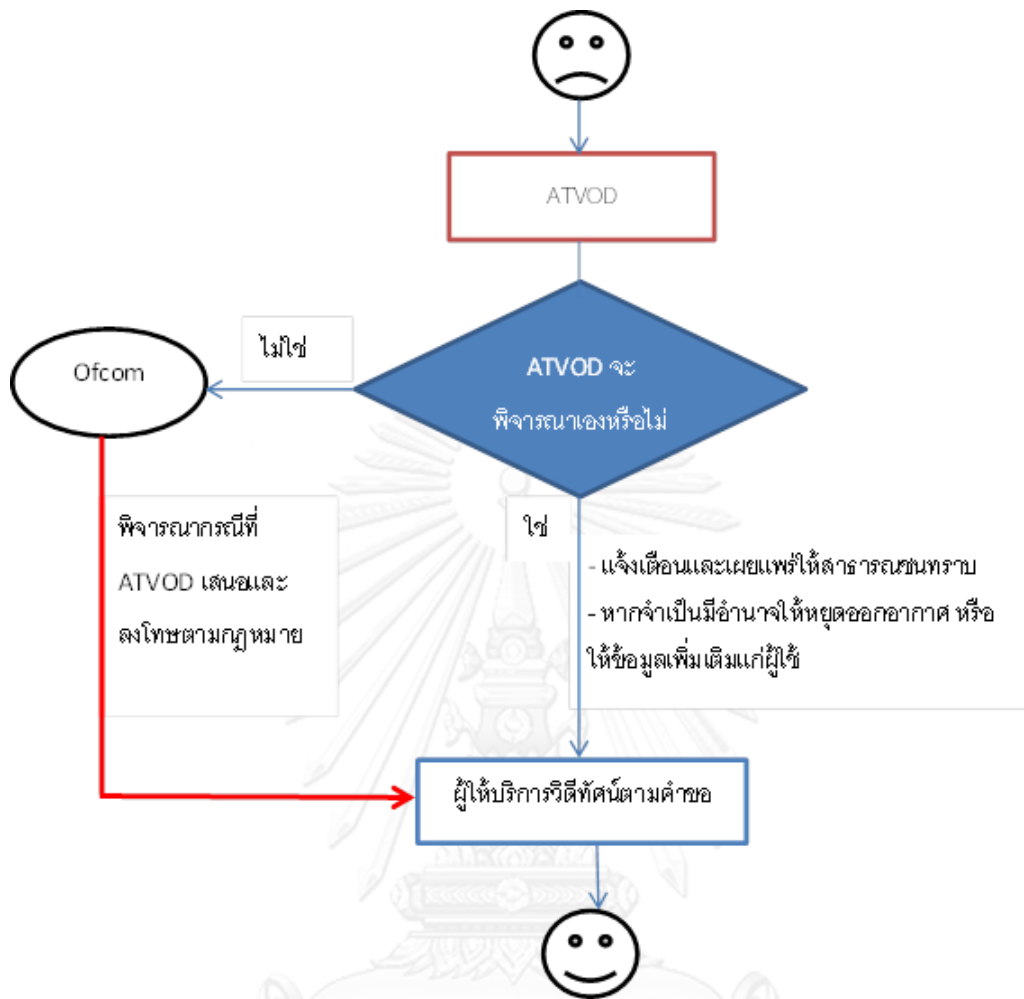 ATVOD
ATVOD จะ
พิจารณาเองหรือไม่
ไม่ใช่
Ofcom
ใช่
พิจารณากรณีที่
ATVOD เสนอและ
ลงโทษตามกฎหมาย
- แจ้งเตือนและเผยแพร่ให้สาธารณชนทราบ
- หากจำเป็นมีอำนาจให้หยุดออกอากาศ หรือ
ให้ข้อมูลเพิ่มเติมแก่ผู้ใช้
ผู้ให้บริการวิดีทัศน์ตามคำขอ